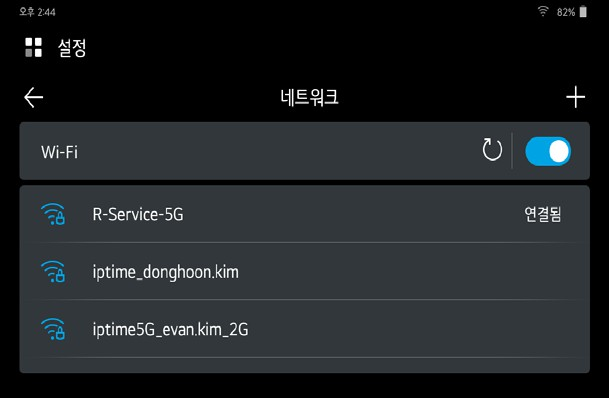 오후 2:44 82%
설정
네트워크
Wi-Fi
R-Service-5G 연결됨
iptime_donghoon.kim
iptime5G_evan.kim_2G